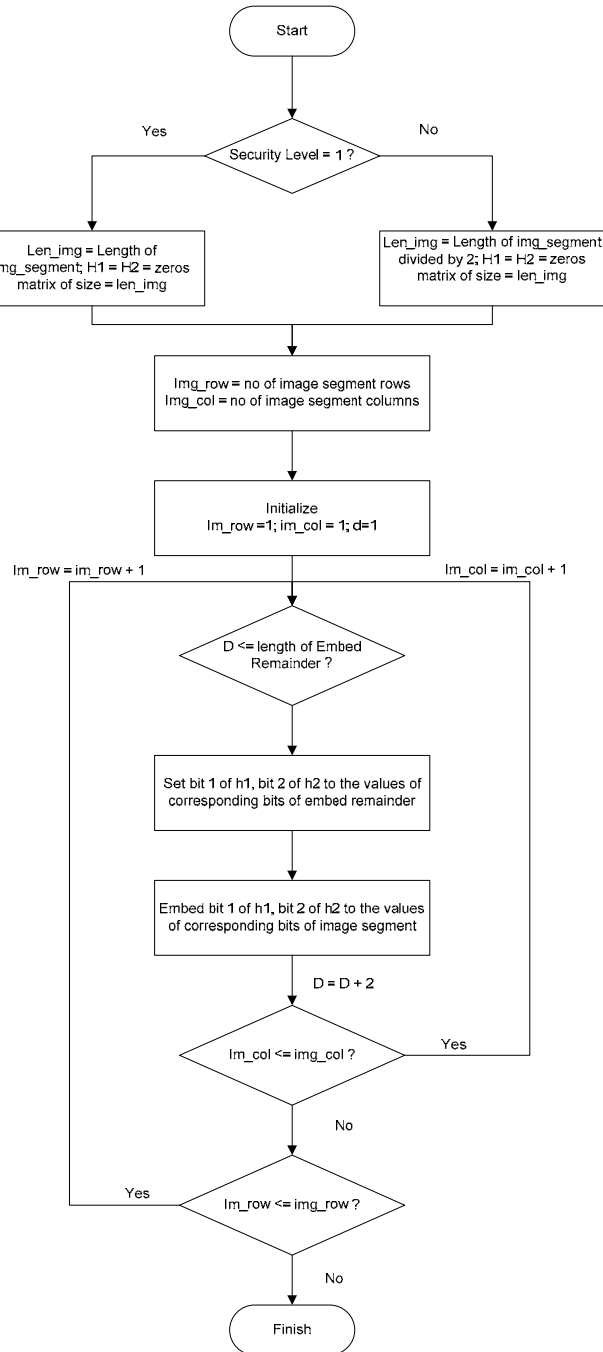 Start
Yes
No
Security Level = 1 ?
Len_img = Length of
mg_segment; H1 = H2 = zeros
matrix of size = len_img
Len_img = Length of img_segment
divided by 2; H1 = H2 = zeros
matrix of size = len_img
Img_row = no of image segment rows
Img_col = no of image segment columns
Initialize
Im_row =1; im_col = 1; d=1
Im_row = im_row + 1
Im_col = im_col + 1
D <= length of Embed
Remainder ?
Set bit 1 of h1, bit 2 of h2 to the values of
corresponding bits of embed remainder
Embed bit 1 of h1, bit 2 of h2 to the values
of corresponding bits of image segment
D = D + 2
Im_col <= img_col ?
Yes
No
Yes
Im_row <= img_row ?
No
Finish